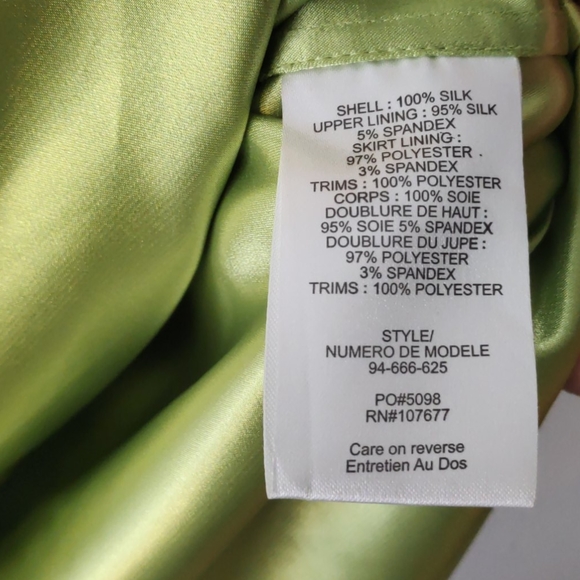 SHELL : 100% SILK
UPPER LINING : 95% SILK
5% SPANDEX
SKIRT LINING :
97% POLYESTER .
3% SPANDEX
TRIMS : 100% POLYESTER
CORPS : 100% SOIE
DOUBLURE DE HAUT :
95% SOIE 5% SPANDEX
DOUBLURE DU JUPE :
97% POLYESTER
3% SPANDEX
TRIMS : 100% POLYESTER
STYLE/
NUMERO DE MODELE
94-666-625
PO#5098
RN#107677
Care on reverse
Entretien Au Dos